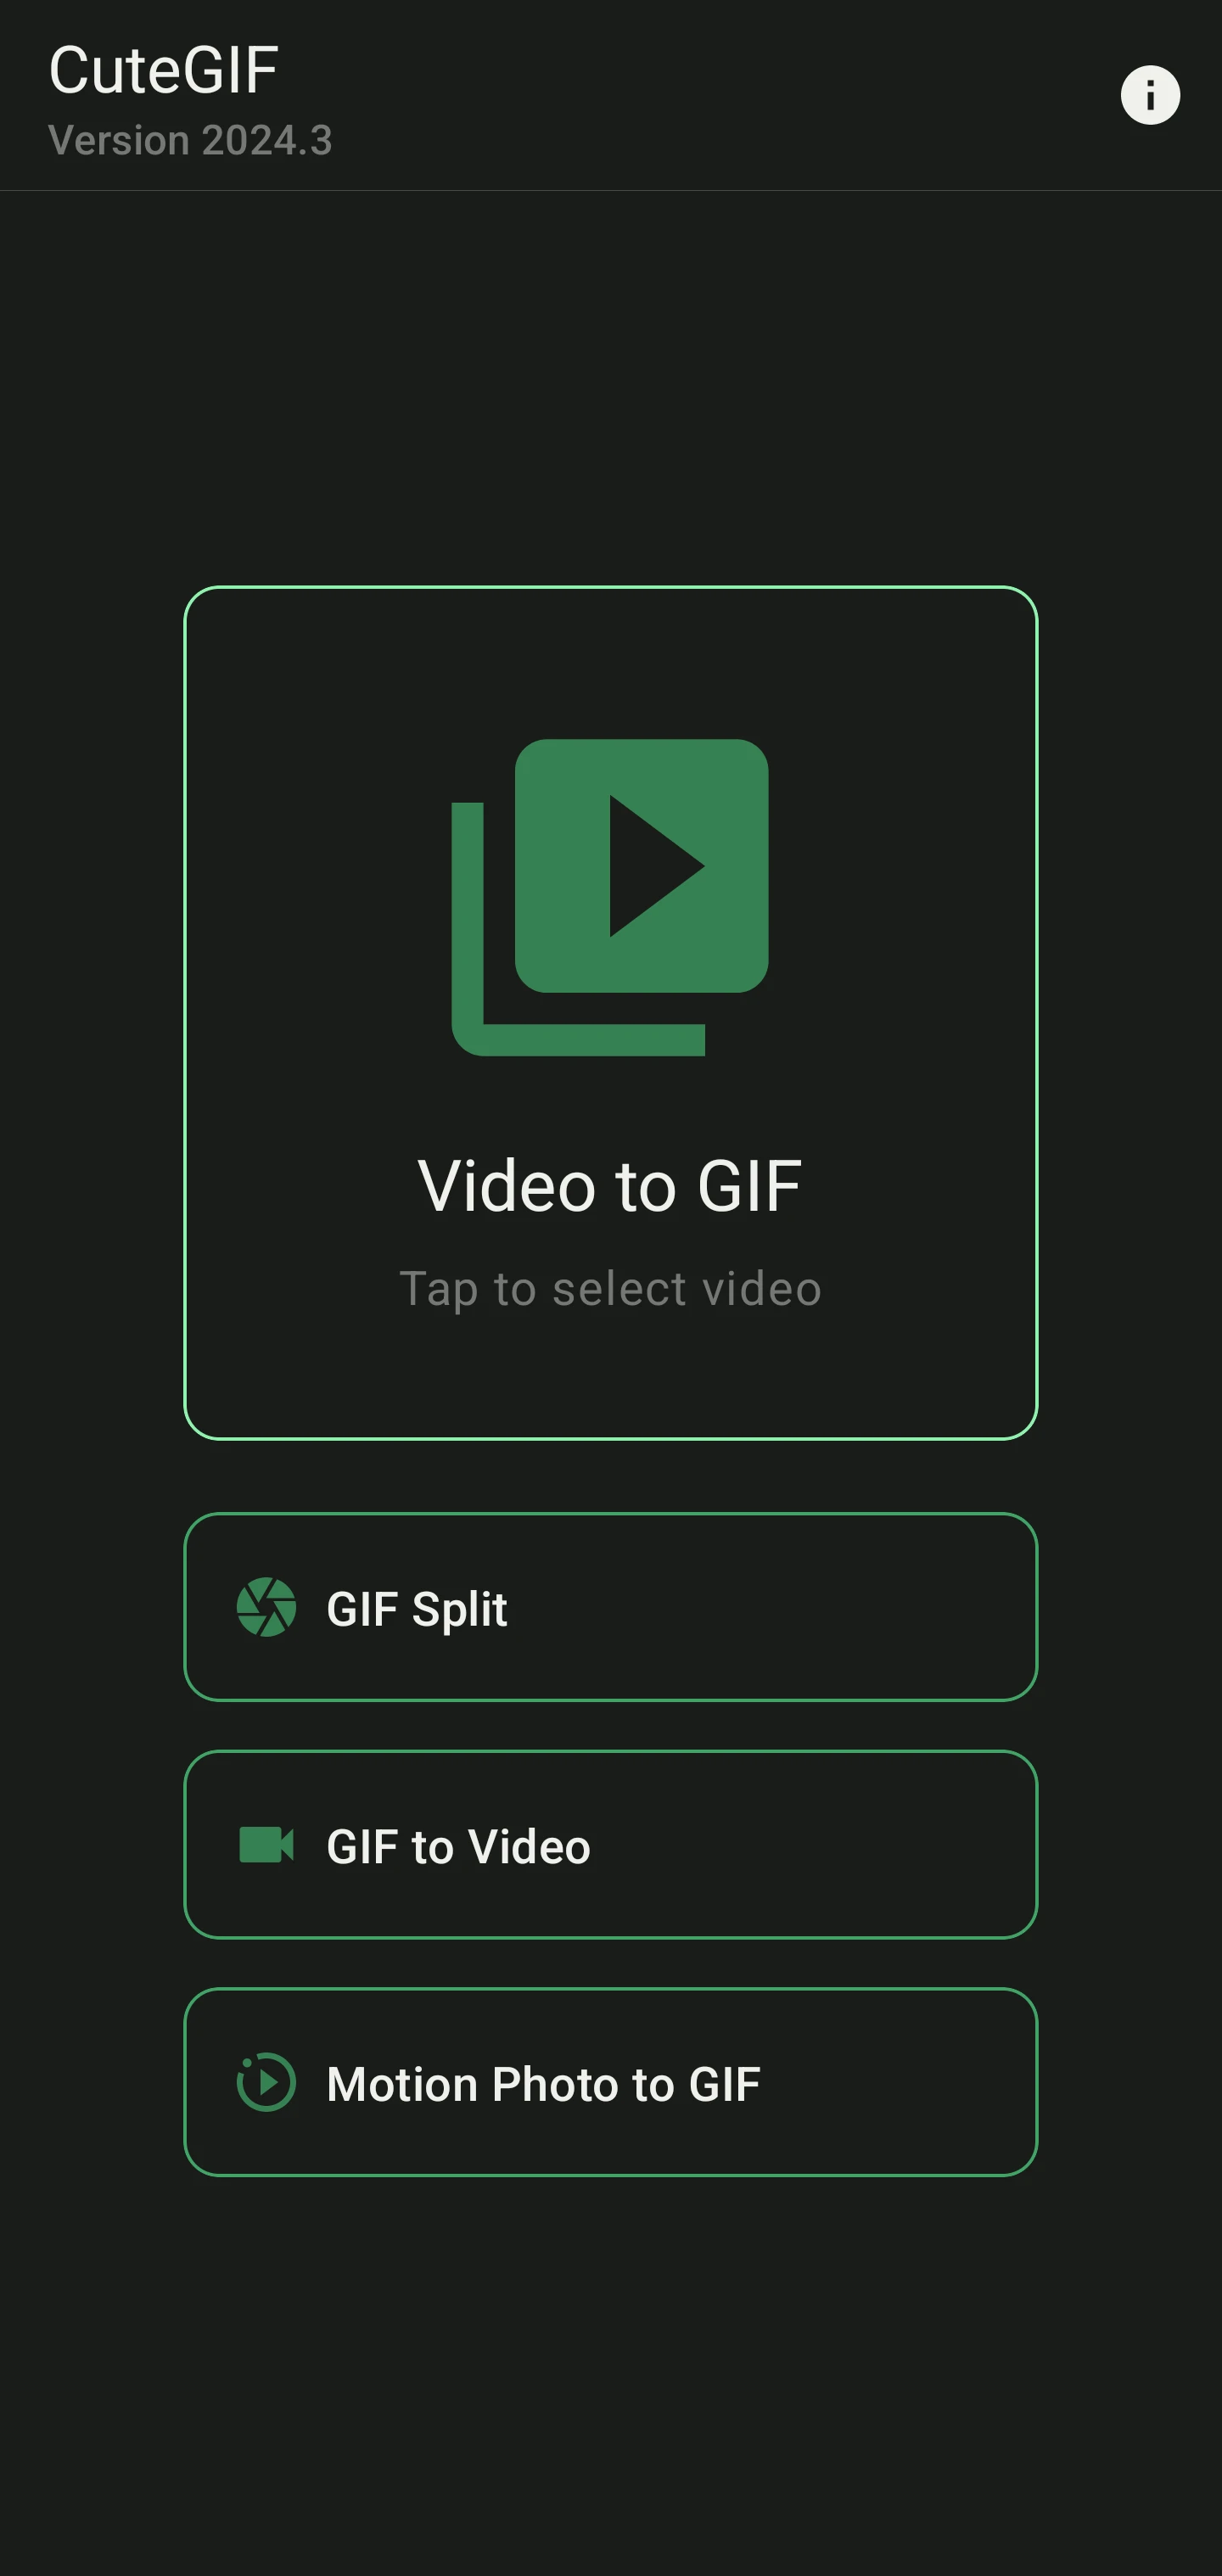 CuteGIF
Version 2024.3
Video to GIF
Tap to select video
GIF Split
GIF to Video
Motion Photo to GIF